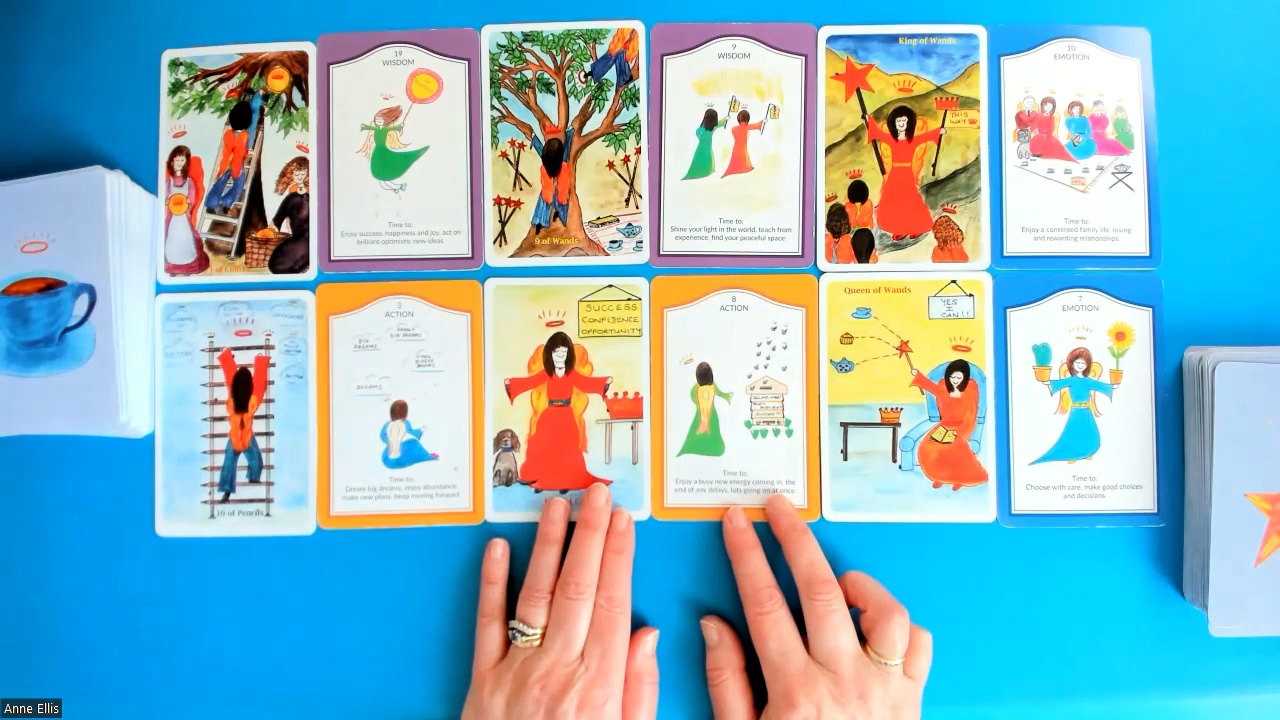 19
WISDOM
Time to:
Enjoy success, happiness and joy, act on
brilliant optimistic new ideas
of Coins
9 of Wands
9
WISDOM
Time to:
Shine your light in the world, teach from
experience, find your peaceful space
King of Wands
THIS
WAY
10
EMOTION
Time to:
Enjoy a contented family life, loving
and rewarding relationships
10 of Pencils
3
ACTION
BIG
DREAMS
DREAMS
Time to:
Dream big dreams, enjoy abundance,
make new plans, keep moving forward
SUCCESS
CONFIDENCE
OPPORTUNITY
8
ACTION
Time to:
Enjoy a busy new energy coming in, the
end of any delays, lots going on at once
Queen of Wands
YES
I
CAN!!
7
EMOTION
Time to:
Choose with care, make good choices
and decisions
Anne Ellis